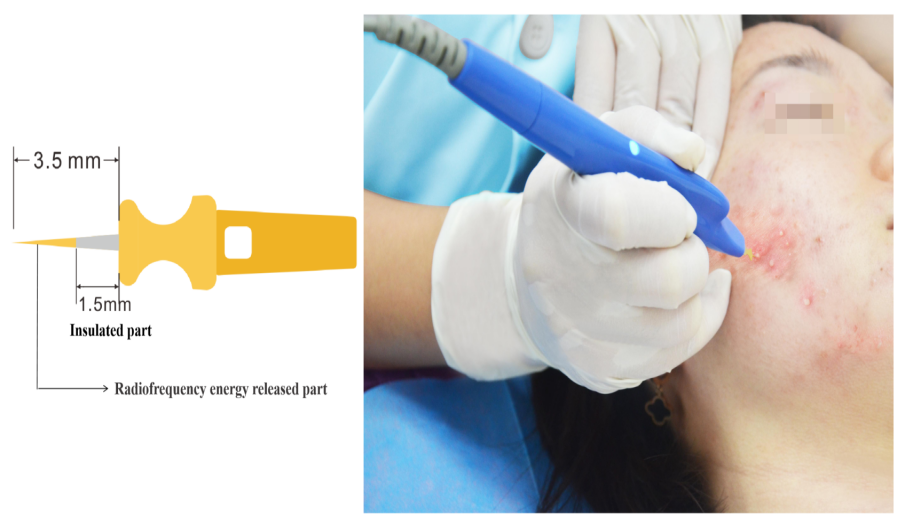 3.5 mm
1.5mm
Insulated part
Radiofrequency energy released part